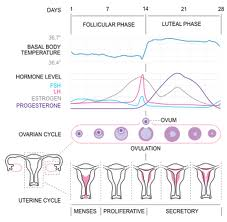 DAYS 1 7 14 21 28
FOLLICULAR PHASE LUTEAL PHASE
36.7°
BASAL BODY
TEMPERATURE
36.4°
HORMONE LEVEL
FSH
LH
ESTROGEN
PROGESTERONE
OVUM
OVARIAN CYCLE
OVULATION
UTERINE CYCLE
MENSES PROLIFERATIVE SECRETORY